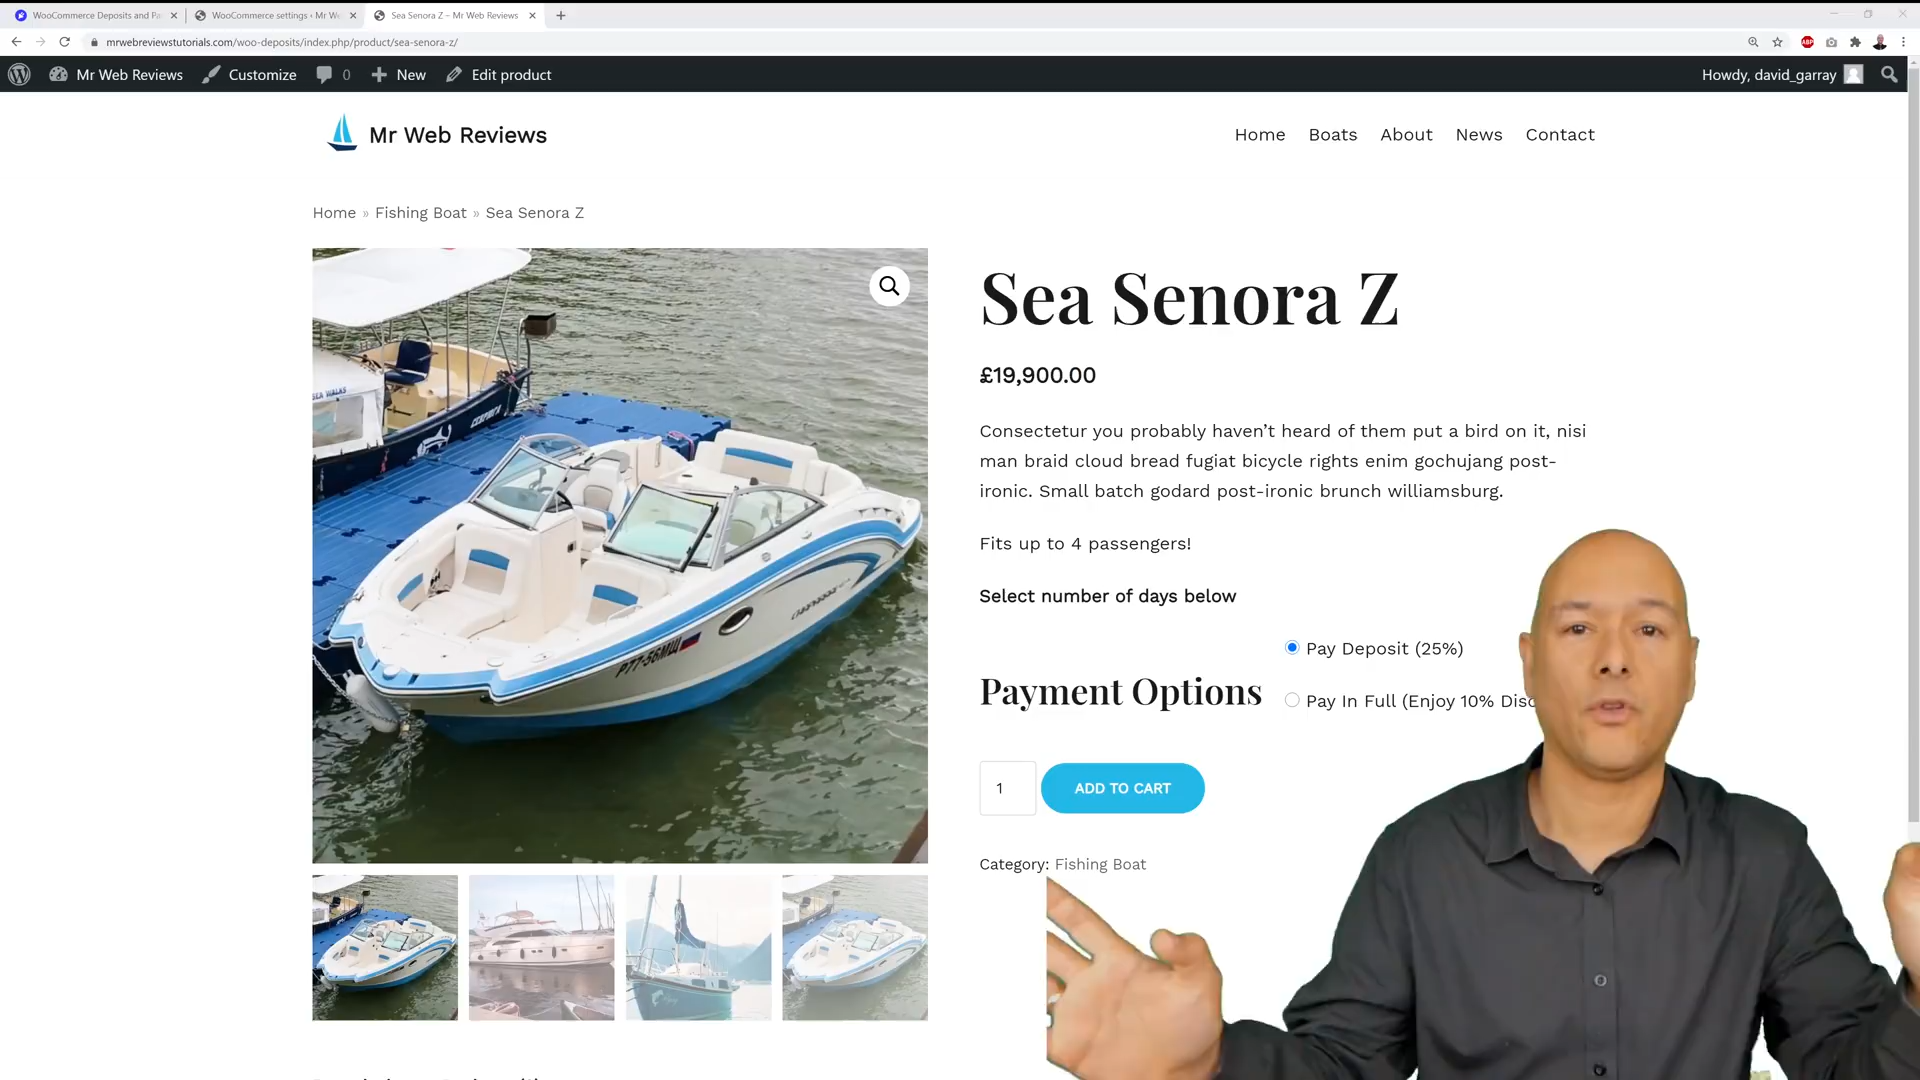 WooCommerce Deposits and Pa
WooCommerce settings ‹ Mr We
Sea Senora Z – Mr Web Reviews
mrwebreviewstutorials.com/woo-deposits/index.php/product/sea-senora-z/
ABP
Mr Web Reviews
Customize
0
New
Edit product
Howdy, david_garray
Mr Web Reviews
Home
Boats
About
News
Contact
Home » Fishing Boat » Sea Senora Z
SEA WALKS
P77-56МЩ
Sea Senora Z
£19,900.00
Consectetur you probably haven’t heard of them put a bird on it, nisi
man braid cloud bread fugiat bicycle rights enim gochujang post-
ironic. Small batch godard post-ironic brunch williamsburg.
Fits up to 4 passengers!
Select number of days below
Payment Options
Pay Deposit (25%)
Pay In Full (Enjoy 10% Disc
1
ADD TO CART
Category: Fishing Boat